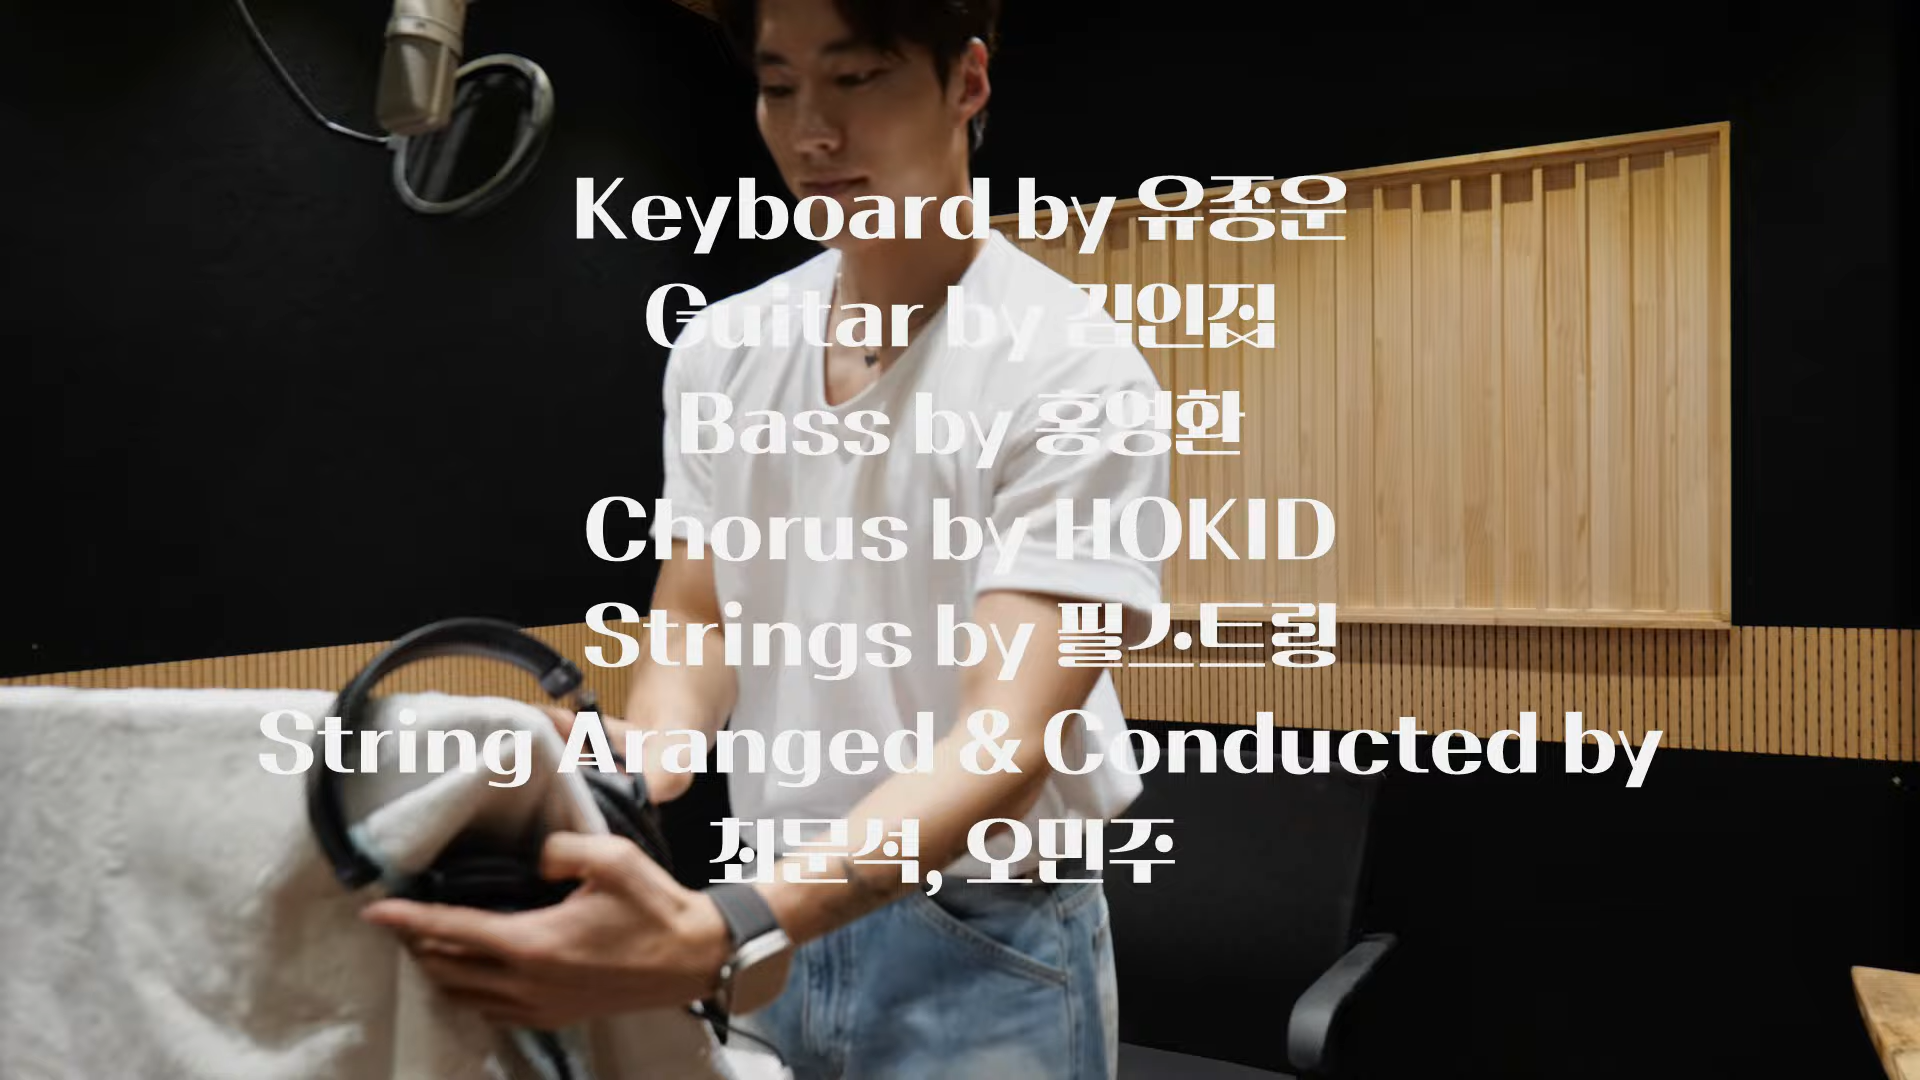 Keyboard by 유종운
Guitar by 김인집
Bass by 홍영환
Chorus by HOKID
Strings by 필스트링
String Aranged & Conducted by
최문석, 오민주